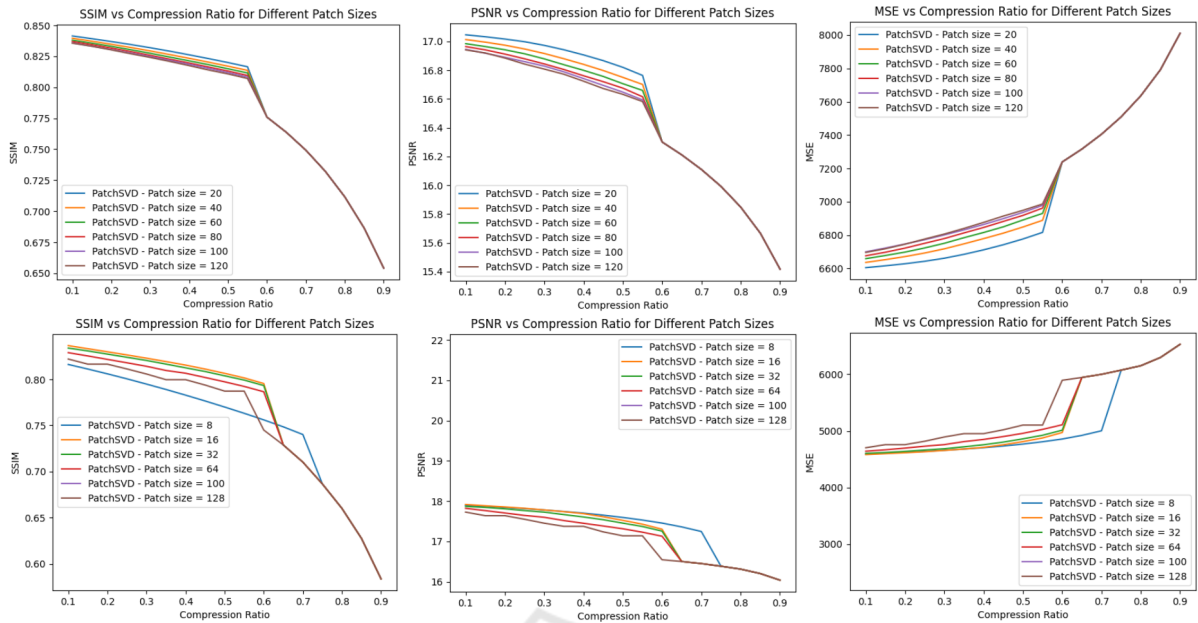 SSIM vs Compression Ratio for Different Patch Sizes
SSIM
0.850
0.825
0.800
0.775
0.750
0.725
0.700
0.675
0.650
PatchSVD - Patch size = 20
PatchSVD - Patch size = 40
PatchSVD - Patch size = 60
PatchSVD - Patch size = 80
PatchSVD - Patch size = 100
PatchSVD - Patch size = 120
0.1 0.2 0.3 0.4 0.5 0.6 0.7 0.8 0.9
Compression Ratio
PSNR vs Compression Ratio for Different Patch Sizes
PSNR
17.0
16.8
16.6
16.4
16.2
16.0
15.8
15.6
15.4
PatchSVD - Patch size = 20
PatchSVD - Patch size = 40
PatchSVD - Patch size = 60
PatchSVD - Patch size = 80
PatchSVD - Patch size = 100
PatchSVD - Patch size = 120
0.1 0.2 0.3 0.4 0.5 0.6 0.7 0.8 0.9
Compression Ratio
MSE vs Compression Ratio for Different Patch Sizes
MSE
8000
7800
7600
7400
7200
7000
6800
6600
PatchSVD - Patch size = 20
PatchSVD - Patch size = 40
PatchSVD - Patch size = 60
PatchSVD - Patch size = 80
PatchSVD - Patch size = 100
PatchSVD - Patch size = 120
0.1 0.2 0.3 0.4 0.5 0.6 0.7 0.8 0.9
Compression Ratio
SSIM vs Compression Ratio for Different Patch Sizes
SSIM
0.80
0.75
0.70
0.65
0.60
PatchSVD - Patch size = 8
PatchSVD - Patch size = 16
PatchSVD - Patch size = 32
PatchSVD - Patch size = 64
PatchSVD - Patch size = 100
PatchSVD - Patch size = 128
0.1 0.2 0.3 0.4 0.5 0.6 0.7 0.8 0.9
Compression Ratio
PSNR vs Compression Ratio for Different Patch Sizes
PSNR
22
21
20
19
18
17
16
PatchSVD - Patch size = 8
PatchSVD - Patch size = 16
PatchSVD - Patch size = 32
PatchSVD - Patch size = 64
PatchSVD - Patch size = 100
PatchSVD - Patch size = 128
0.1 0.2 0.3 0.4 0.5 0.6 0.7 0.8 0.9
Compression Ratio
MSE vs Compression Ratio for Different Patch Sizes
MSE
6000
5000
4000
3000
PatchSVD - Patch size = 8
PatchSVD - Patch size = 16
PatchSVD - Patch size = 32
PatchSVD - Patch size = 64
PatchSVD - Patch size = 100
PatchSVD - Patch size = 128
0.1 0.2 0.3 0.4 0.5 0.6 0.7 0.8 0.9
Compression Ratio